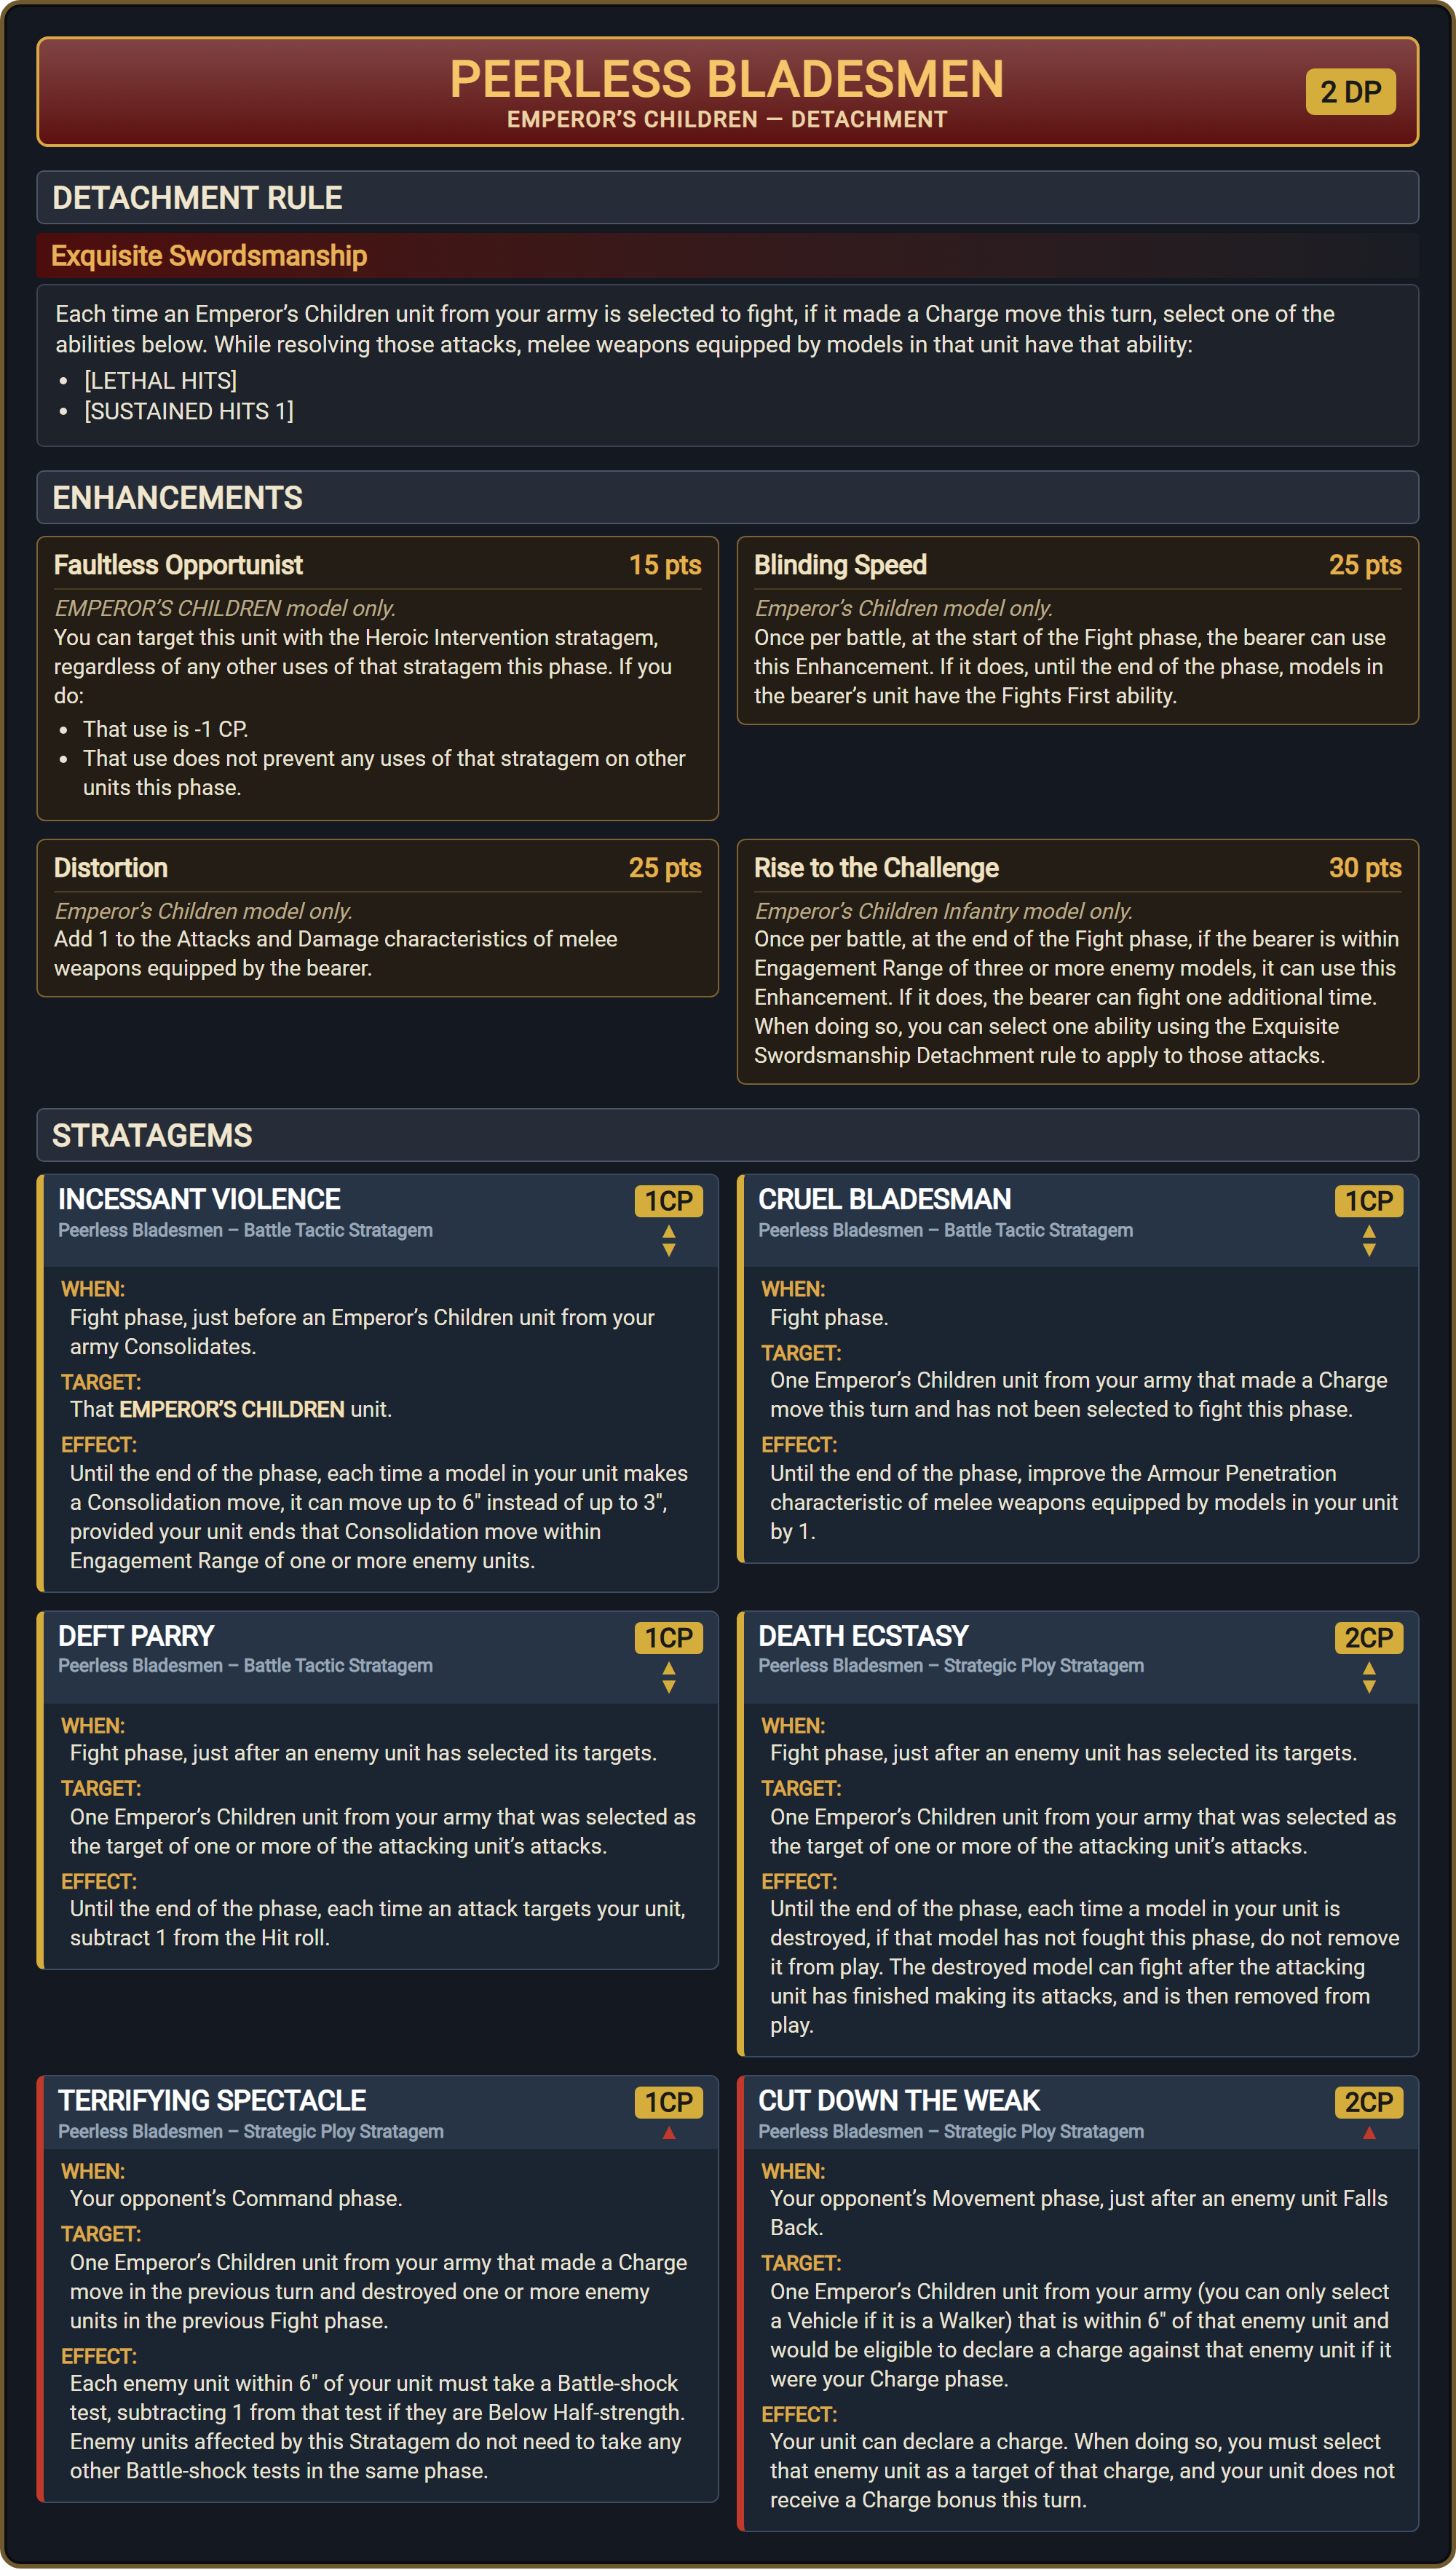 PEERLESS BLADESMEN
EMPEROR’S CHILDREN — DETACHMENT
2 DP
DETACHMENT RULE
Exquisite Swordsmanship
Each time an Emperor’s Children unit from your army is selected to fight, if it made a Charge move this turn, select one of the
abilities below. While resolving those attacks, melee weapons equipped by models in that unit have that ability:
• [LETHAL HITS]
• [SUSTAINED HITS 1]
ENHANCEMENTS
Faultless Opportunist 15 pts
EMPEROR’S CHILDREN model only.
You can target this unit with the Heroic Intervention stratagem,
regardless of any other uses of that stratagem this phase. If you
do:
• That use is -1 CP.
• That use does not prevent any uses of that stratagem on other
units this phase.
Blinding Speed 25 pts
Emperor’s Children model only.
Once per battle, at the start of the Fight phase, the bearer can use
this Enhancement. If it does, until the end of the phase, models in
the bearer’s unit have the Fights First ability.
Distortion 25 pts
Emperor’s Children model only.
Add 1 to the Attacks and Damage characteristics of melee
weapons equipped by the bearer.
Rise to the Challenge 30 pts
Emperor’s Children Infantry model only.
Once per battle, at the end of the Fight phase, if the bearer is within
Engagement Range of three or more enemy models, it can use this
Enhancement. If it does, the bearer can fight one additional time.
When doing so, you can select one ability using the Exquisite
Swordsmanship Detachment rule to apply to those attacks.
STRATAGEMS
INCESSANT VIOLENCE 1CP
Peerless Bladesmen – Battle Tactic Stratagem
▲
▼
WHEN:
Fight phase, just before an Emperor’s Children unit from your
army Consolidates.
TARGET:
That EMPEROR’S CHILDREN unit.
EFFECT:
Until the end of the phase, each time a model in your unit makes
a Consolidation move, it can move up to 6" instead of up to 3",
provided your unit ends that Consolidation move within
Engagement Range of one or more enemy units.
CRUEL BLADESMAN 1CP
Peerless Bladesmen – Battle Tactic Stratagem
▲
▼
WHEN:
Fight phase.
TARGET:
One Emperor’s Children unit from your army that made a Charge
move this turn and has not been selected to fight this phase.
EFFECT:
Until the end of the phase, improve the Armour Penetration
characteristic of melee weapons equipped by models in your unit
by 1.
DEFT PARRY 1CP
Peerless Bladesmen – Battle Tactic Stratagem
▲
▼
WHEN:
Fight phase, just after an enemy unit has selected its targets.
TARGET:
One Emperor’s Children unit from your army that was selected as
the target of one or more of the attacking unit’s attacks.
EFFECT:
Until the end of the phase, each time an attack targets your unit,
subtract 1 from the Hit roll.
DEATH ECSTASY 2CP
Peerless Bladesmen – Strategic Ploy Stratagem
▲
▼
WHEN:
Fight phase, just after an enemy unit has selected its targets.
TARGET:
One Emperor’s Children unit from your army that was selected as
the target of one or more of the attacking unit’s attacks.
EFFECT:
Until the end of the phase, each time a model in your unit is
destroyed, if that model has not fought this phase, do not remove
it from play. The destroyed model can fight after the attacking
unit has finished making its attacks, and is then removed from
play.
TERRIFYING SPECTACLE 1CP
Peerless Bladesmen – Strategic Ploy Stratagem
▲
WHEN:
Your opponent’s Command phase.
TARGET:
One Emperor’s Children unit from your army that made a Charge
move in the previous turn and destroyed one or more enemy
units in the previous Fight phase.
EFFECT:
Each enemy unit within 6" of your unit must take a Battle-shock
test, subtracting 1 from that test if they are Below Half-strength.
Enemy units affected by this Stratagem do not need to take any
other Battle-shock tests in the same phase.
CUT DOWN THE WEAK 2CP
Peerless Bladesmen – Strategic Ploy Stratagem
▲
WHEN:
Your opponent’s Movement phase, just after an enemy unit Falls
Back.
TARGET:
One Emperor’s Children unit from your army (you can only select
a Vehicle if it is a Walker) that is within 6" of that enemy unit and
would be eligible to declare a charge against that enemy unit if it
were your Charge phase.
EFFECT:
Your unit can declare a charge. When doing so, you must select
that enemy unit as a target of that charge, and your unit does not
receive a Charge bonus this turn.